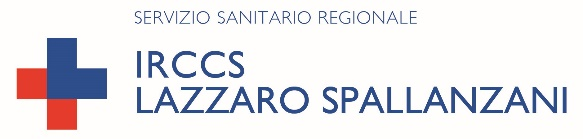 SERVIZIO SANITARIO REGIONALE
IRCCS
LAZZARO SPALLANZANI